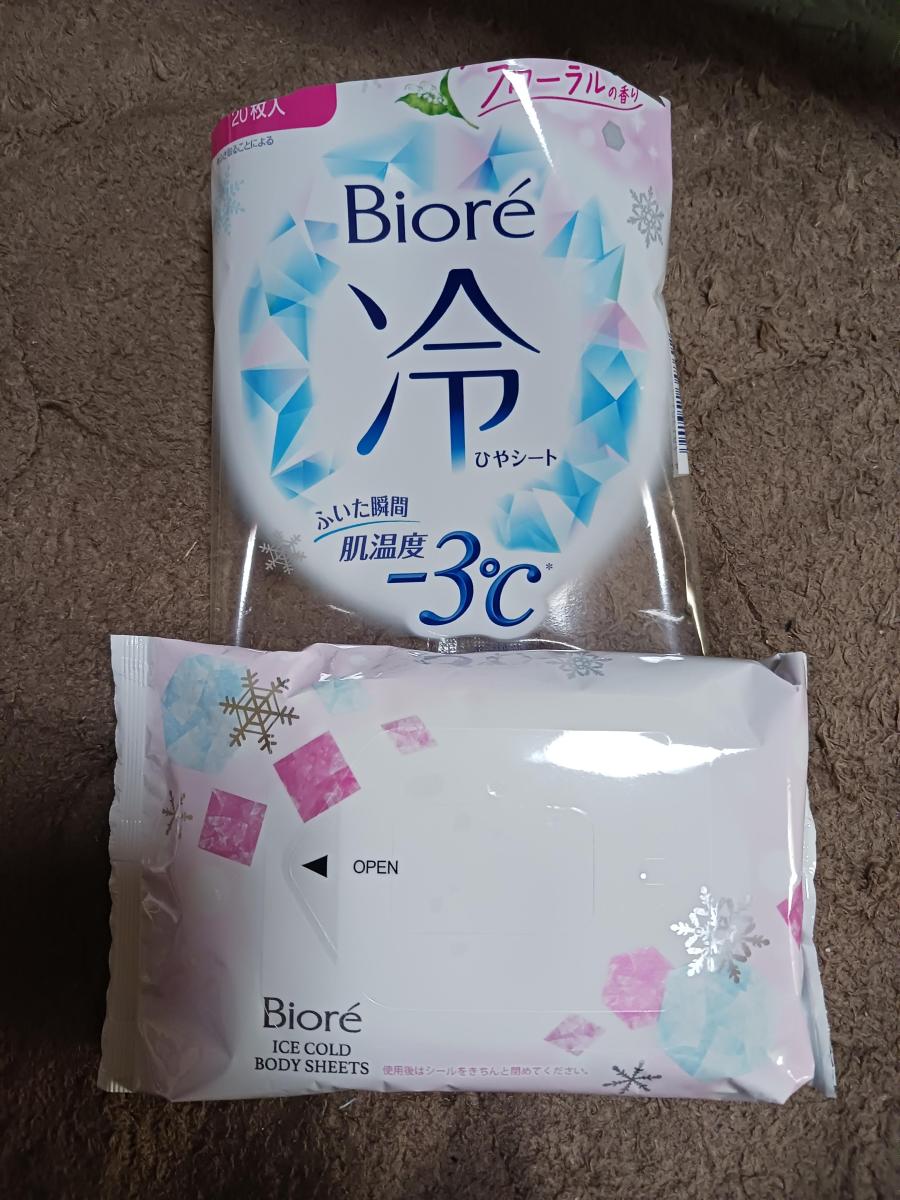 20枚入
フローラルの香り
Bioré
冷
ひやシート
ふいた瞬間
肌温度
-3℃*
OPEN
Bioré
ICE COLD
BODY SHEETS
使用後はシールをきちんと閉めてください。